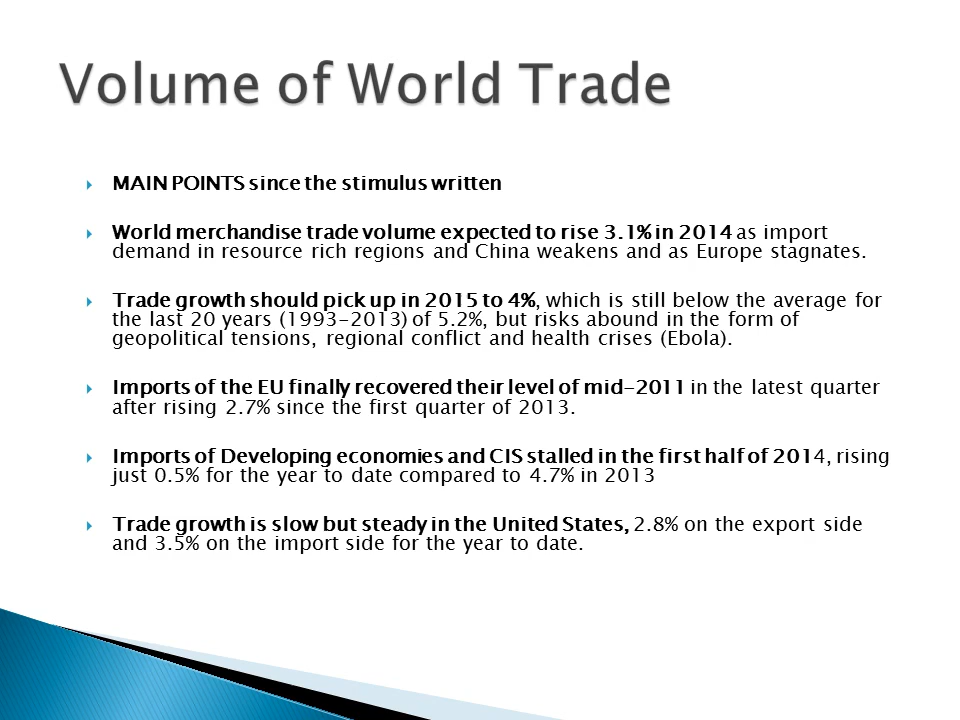 Volume of World Trade
MAIN POINTS since the stimulus written
World merchandise trade volume expected to rise 3.1% in 2014 as import
demand in resource rich regions and China weakens and as Europe stagnates.
Trade growth should pick up in 2015 to 4%, which is still below the average for
the last 20 years (1993-2013) of 5.2%, but risks abound in the form of
geopolitical tensions, regional conflict and health crises (Ebola).
Imports of the EU finally recovered their level of mid-2011 in the latest quarter
after rising 2.7% since the first quarter of 2013.
Imports of Developing economies and CIS stalled in the first half of 2014, rising
just 0.5% for the year to date compared to 4.7% in 2013
Trade growth is slow but steady in the United States, 2.8% on the export side
and 3.5% on the import side for the year to date.